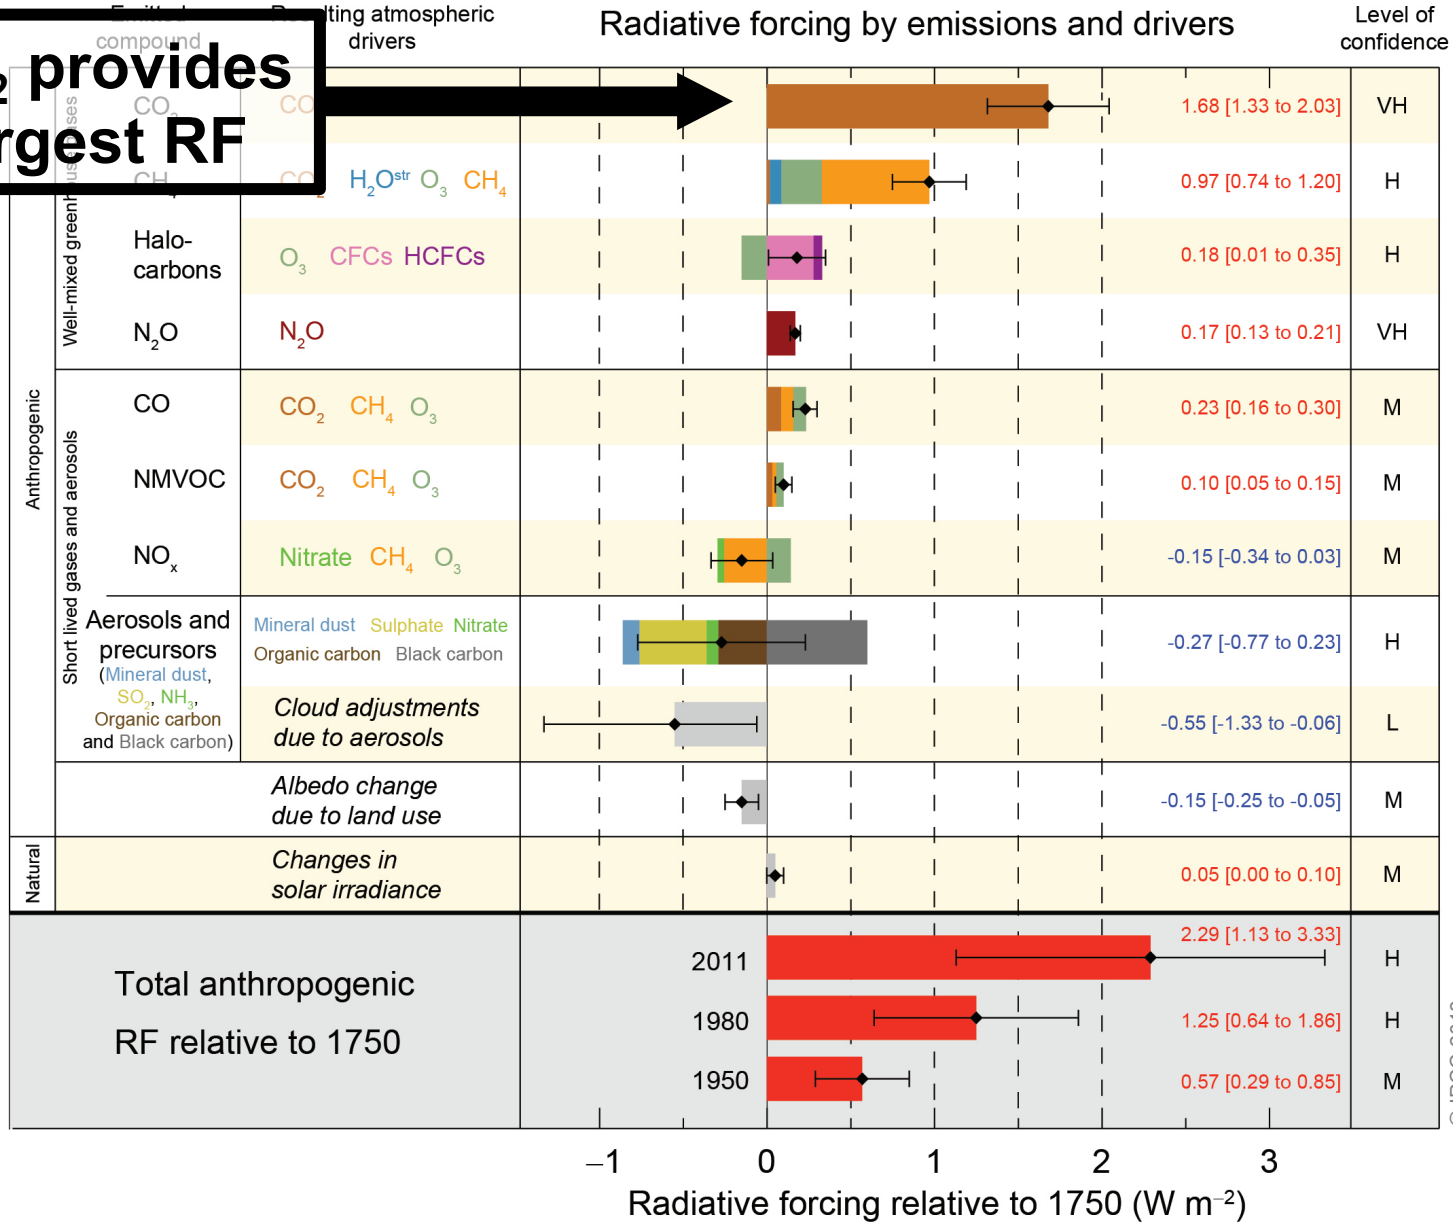 Emitted
compound
Resulting atmospheric
drivers
Radiative forcing by emissions and drivers
Level of
confidence
₂ provides
rgest RF
Anthropogenic
Natural
Well-mixed greenhouse gases
Short lived gases and aerosols
CO₂
CO₂
1.68 [1.33 to 2.03]
VH
CH₄
CO₂ H₂Oˢᵗʳ O₃ CH₄
0.97 [0.74 to 1.20]
H
Halo-
carbons
O₃ CFCs HCFCs
0.18 [0.01 to 0.35]
H
N₂O
N₂O
0.17 [0.13 to 0.21]
VH
CO
CO₂ CH₄ O₃
0.23 [0.16 to 0.30]
M
NMVOC
CO₂ CH₄ O₃
0.10 [0.05 to 0.15]
M
NOₓ
Nitrate CH₄ O₃
-0.15 [-0.34 to 0.03]
M
Aerosols and
precursors
(Mineral dust,
SO₂, NH₃,
Organic carbon
and Black carbon)
Mineral dust Sulphate Nitrate
Organic carbon Black carbon
-0.27 [-0.77 to 0.23]
H
Cloud adjustments
due to aerosols
-0.55 [-1.33 to -0.06]
L
Albedo change
due to land use
-0.15 [-0.25 to -0.05]
M
Changes in
solar irradiance
0.05 [0.00 to 0.10]
M
Total anthropogenic
RF relative to 1750
2011
2.29 [1.13 to 3.33]
H
1980
1.25 [0.64 to 1.86]
H
1950
0.57 [0.29 to 0.85]
M
−1 0 1 2 3
Radiative forcing relative to 1750 (W m⁻²)